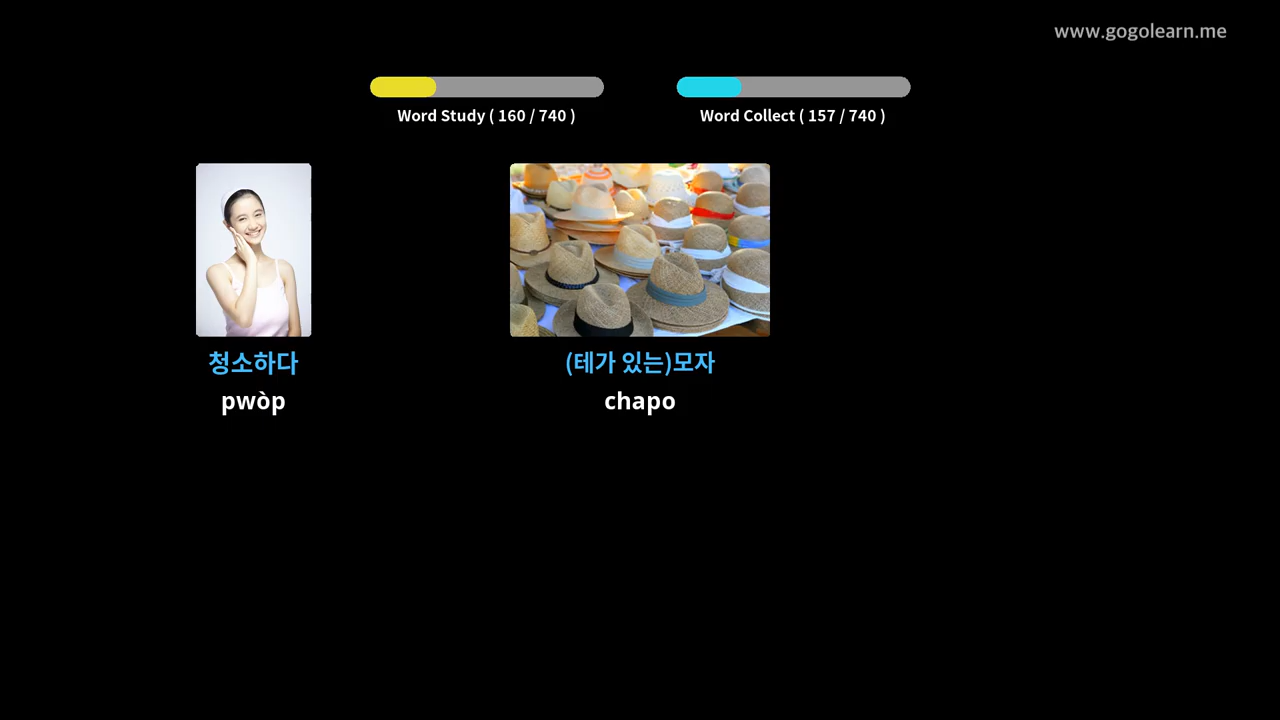 www.gogolearn.me
Word Study ( 160 / 740 )
Word Collect ( 157 / 740 )
청소하다
pwòp
(테가 있는)모자
chapo